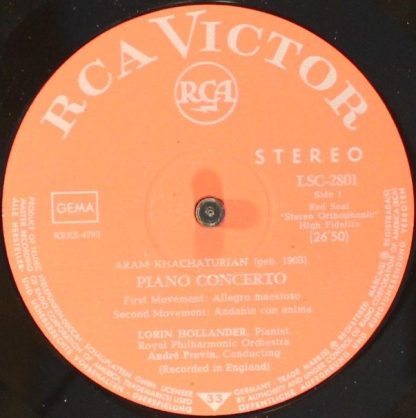 RCA VICTOR
RCA
STEREO
LSC-2801
Side 1
Red Seal
"Stereo Orthophonic"
High Fidelity
(26'50)
GEMA
ARAM KHACHATURIAN (geb. 1903)
PIANO CONCERTO
First Movement: Allegro maestoso
Second Movement: Andante con anima
LORIN HOLLANDER, Pianist
Royal Philharmonic Orchestra
André Previn, Conducting
(Recorded in England)
33